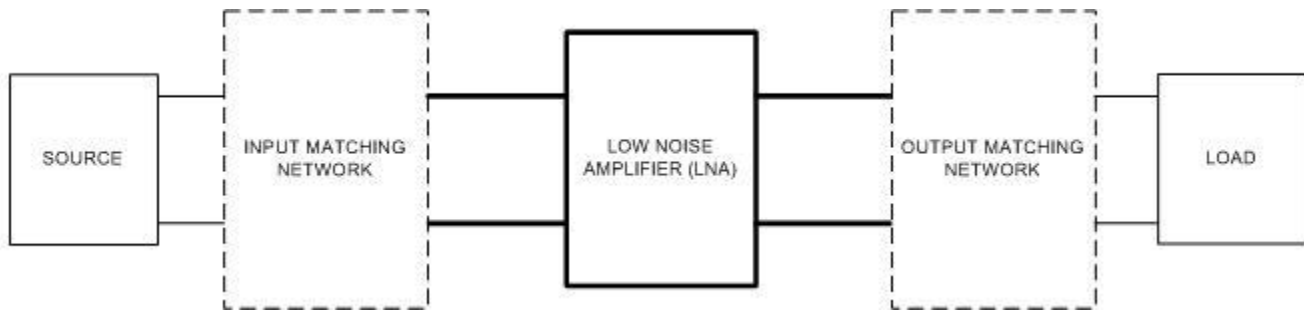 SOURCE
INPUT MATCHING
NETWORK
LOW NOISE
AMPLIFIER (LNA)
OUTPUT MATCHING
NETWORK
LOAD